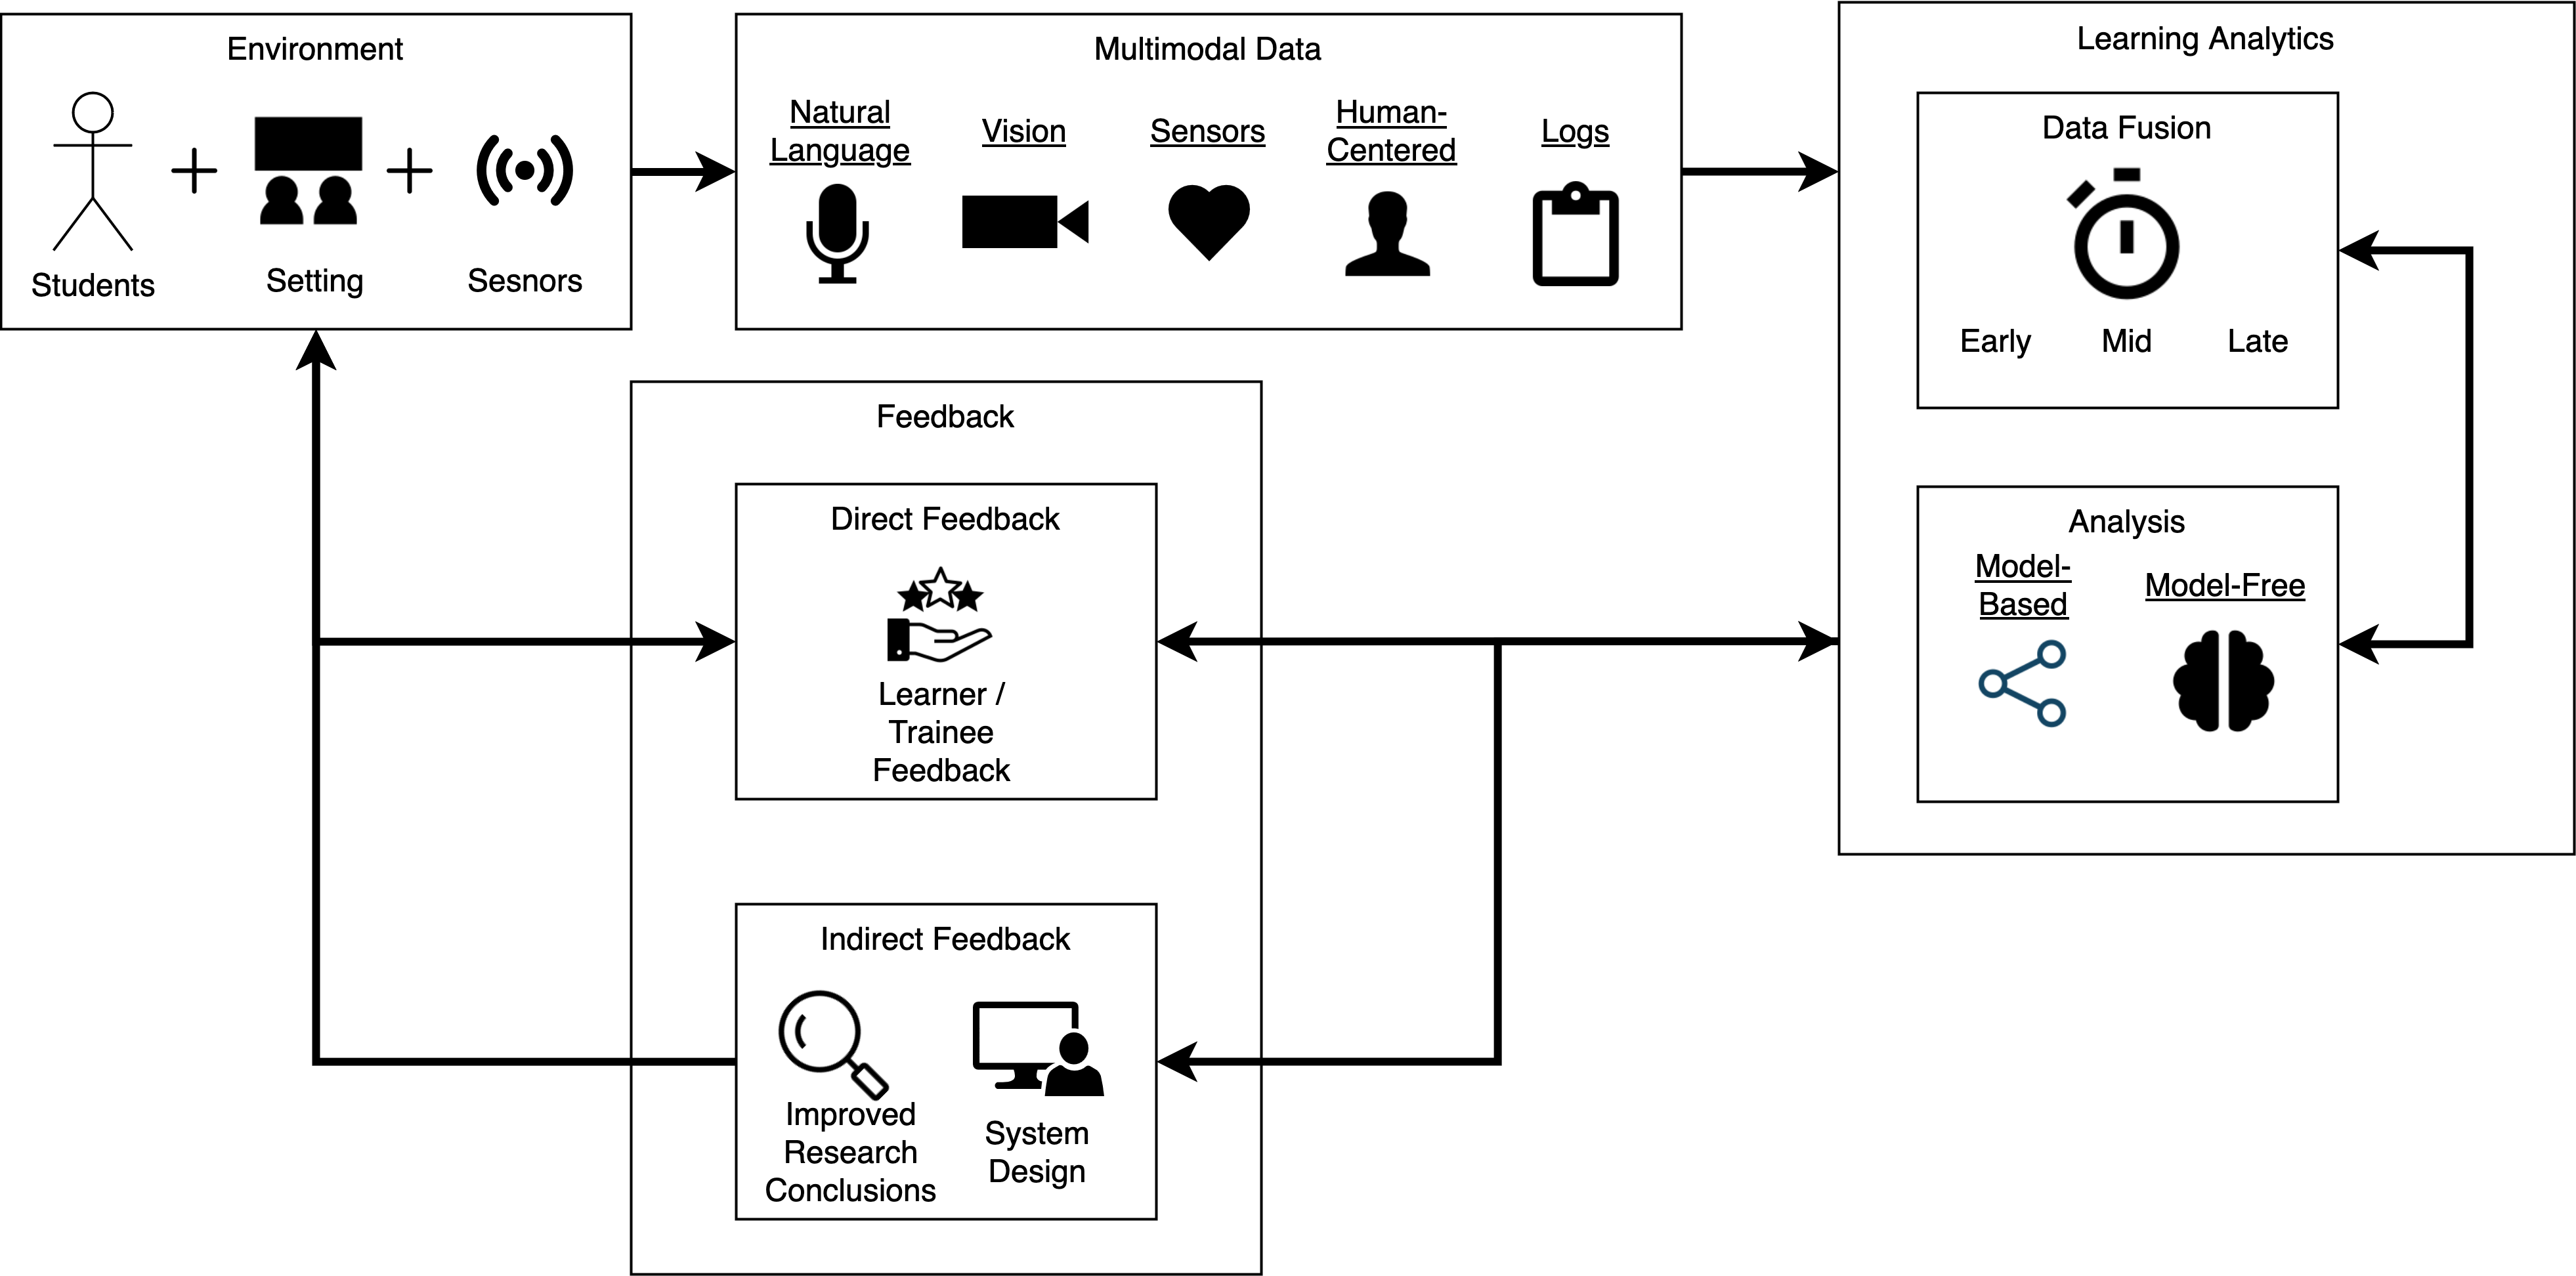 Environment
Students
Setting
Sesnors
Multimodal Data
Natural
Language
Vision
Sensors
Human-
Centered
Logs
Learning Analytics
Data Fusion
Early
Mid
Late
Analysis
Model-
Based
Model-Free
Feedback
Direct Feedback
Learner /
Trainee
Feedback
Indirect Feedback
Improved
Research
Conclusions
System
Design